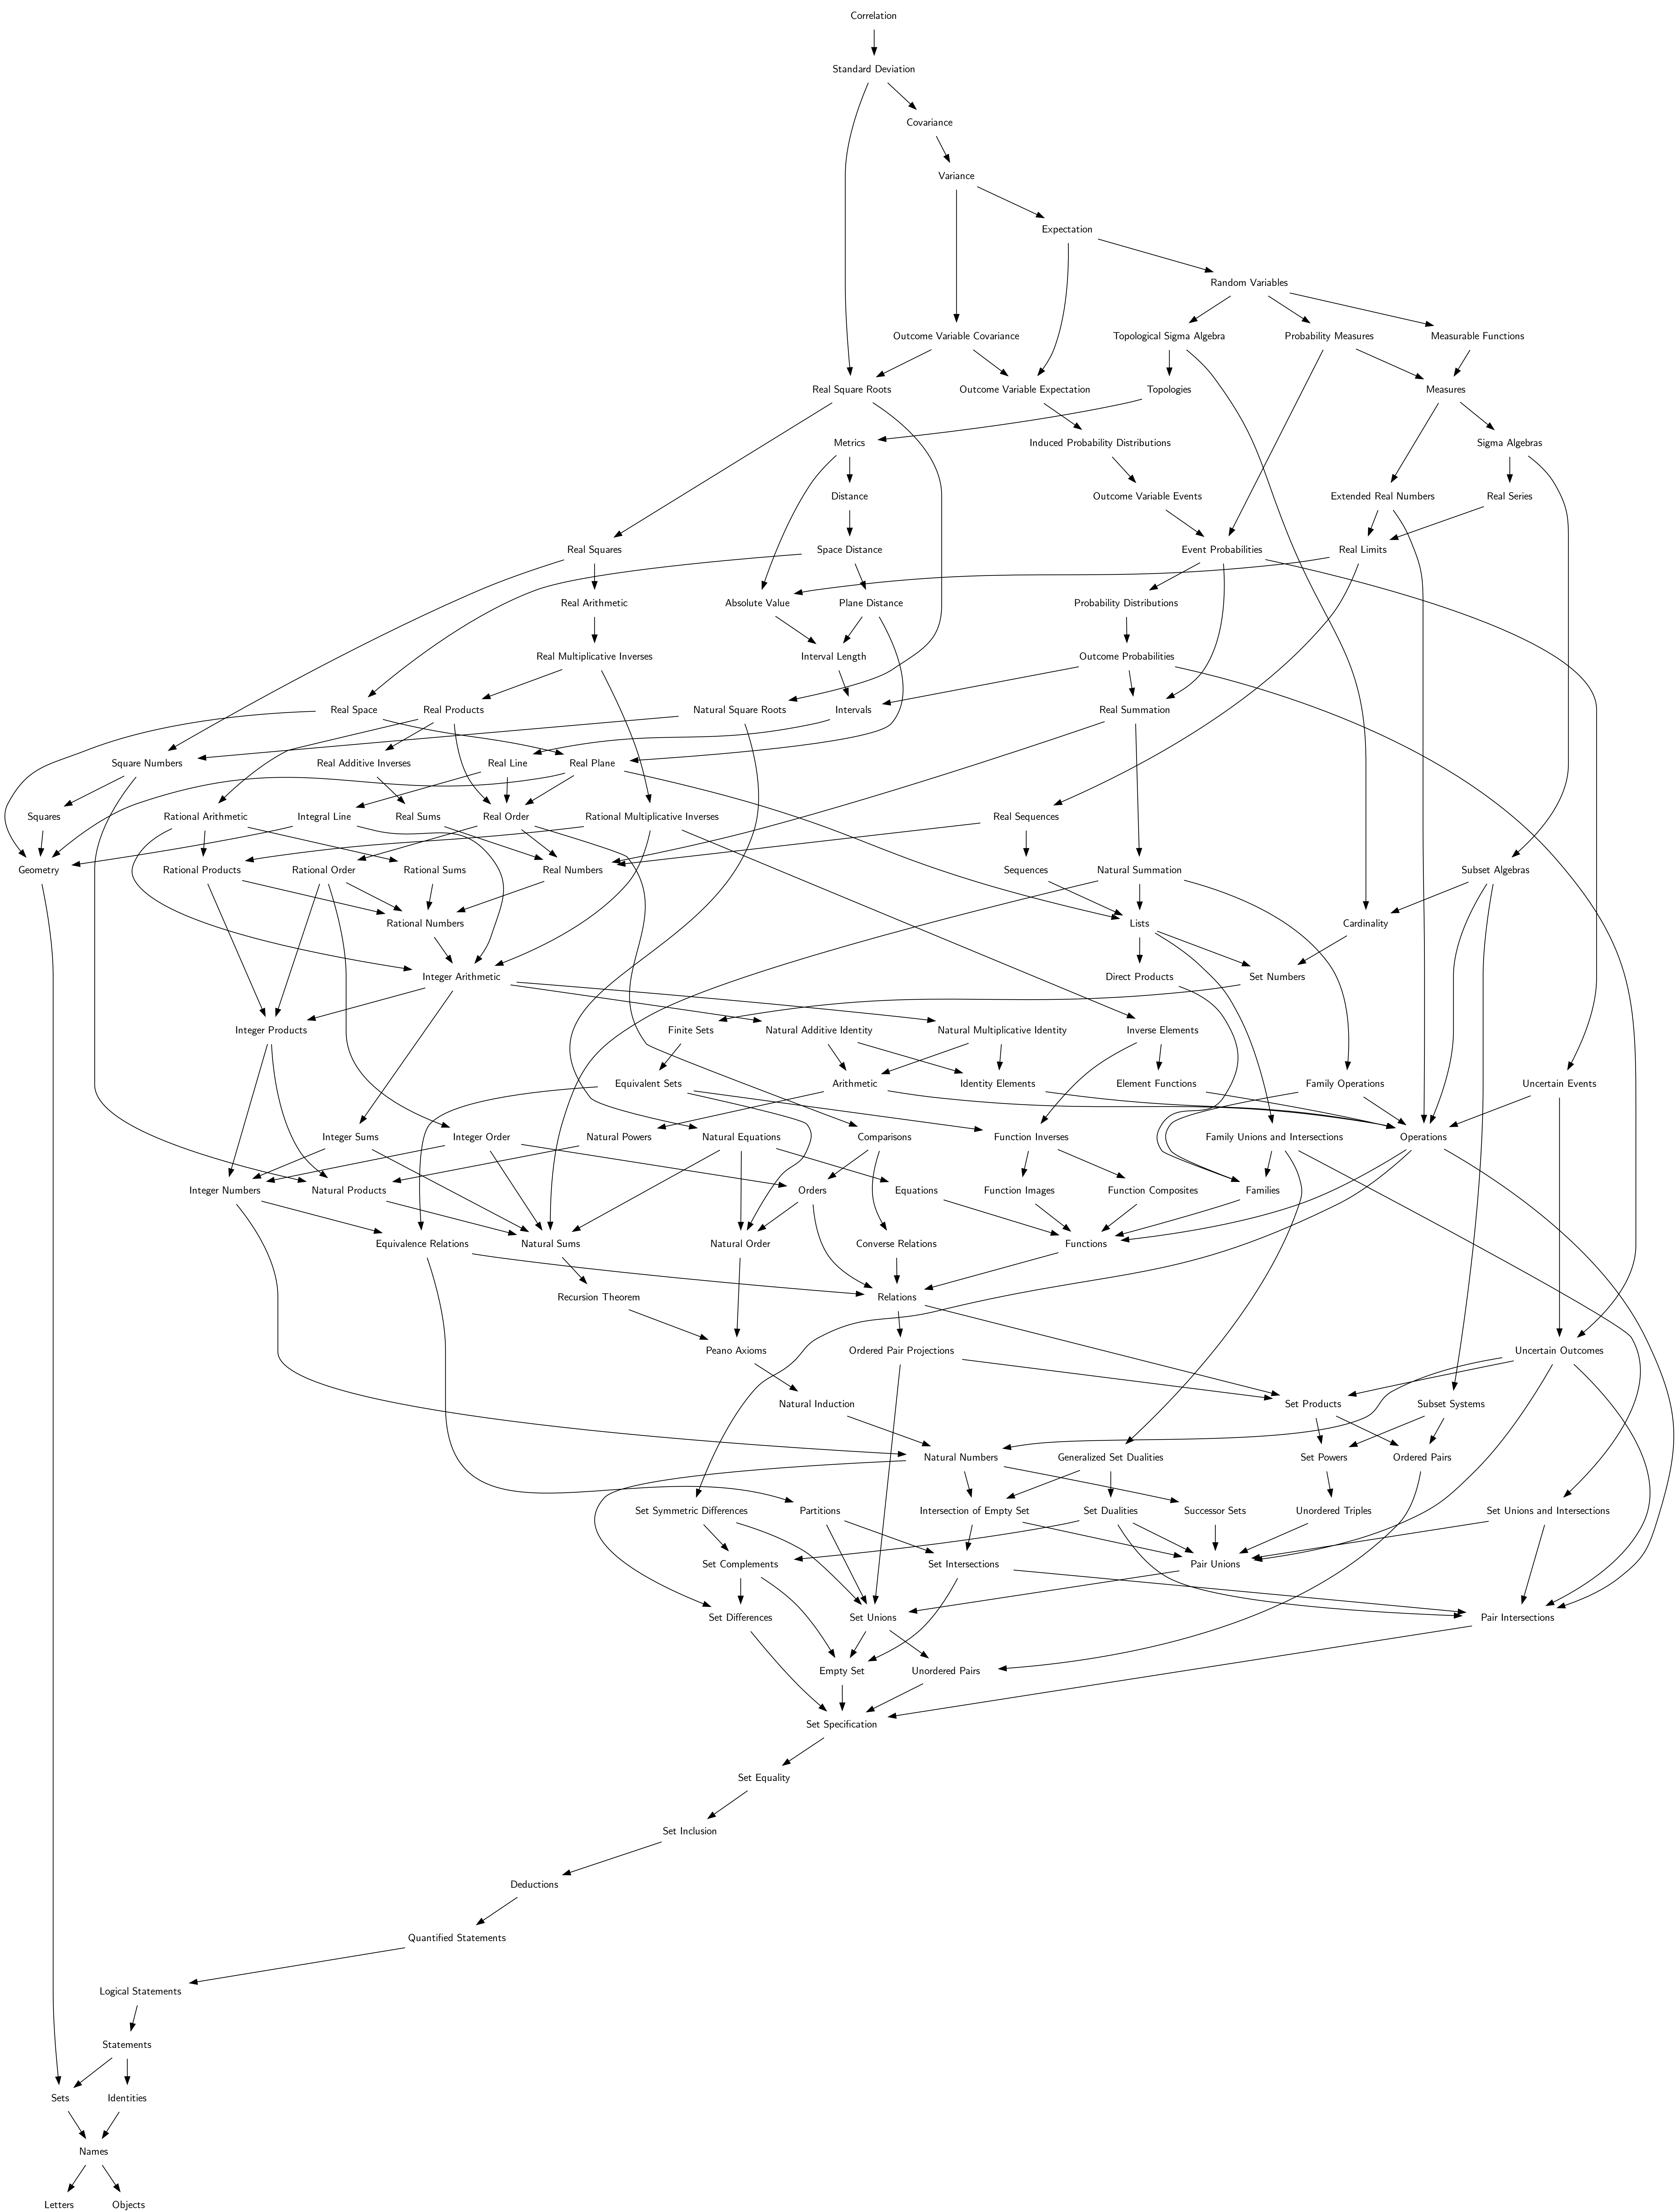 Correlation
Standard Deviation
Covariance
Variance
Expectation
Random Variables
Outcome Variable Covariance
Topological Sigma Algebra
Probability Measures
Measurable Functions
Real Square Roots
Outcome Variable Expectation
Topologies
Measures
Metrics
Induced Probability Distributions
Sigma Algebras
Distance
Outcome Variable Events
Extended Real Numbers
Real Series
Real Squares
Space Distance
Event Probabilities
Real Limits
Real Arithmetic
Absolute Value
Plane Distance
Probability Distributions
Real Multiplicative Inverses
Interval Length
Outcome Probabilities
Real Space
Real Products
Natural Square Roots
Intervals
Real Summation
Square Numbers
Real Additive Inverses
Real Line
Real Plane
Squares
Rational Arithmetic
Integral Line
Real Sums
Real Order
Rational Multiplicative Inverses
Real Sequences
Geometry
Rational Products
Rational Order
Rational Sums
Real Numbers
Sequences
Natural Summation
Subset Algebras
Rational Numbers
Lists
Cardinality
Integer Arithmetic
Direct Products
Set Numbers
Integer Products
Finite Sets
Natural Additive Identity
Natural Multiplicative Identity
Inverse Elements
Equivalent Sets
Arithmetic
Identity Elements
Element Functions
Family Operations
Uncertain Events
Integer Sums
Integer Order
Natural Powers
Natural Equations
Comparisons
Function Inverses
Family Unions and Intersections
Operations
Integer Numbers
Natural Products
Orders
Equations
Function Images
Function Composites
Families
Equivalence Relations
Natural Sums
Natural Order
Converse Relations
Functions
Recursion Theorem
Relations
Peano Axioms
Ordered Pair Projections
Uncertain Outcomes
Natural Induction
Set Products
Subset Systems
Natural Numbers
Generalized Set Dualities
Set Powers
Ordered Pairs
Set Symmetric Differences
Partitions
Intersection of Empty Set
Set Dualities
Successor Sets
Unordered Triples
Set Unions and Intersections
Set Complements
Set Intersections
Pair Unions
Set Differences
Set Unions
Pair Intersections
Empty Set
Unordered Pairs
Set Specification
Set Equality
Set Inclusion
Deductions
Quantified Statements
Logical Statements
Statements
Sets
Identities
Names
Letters
Objects